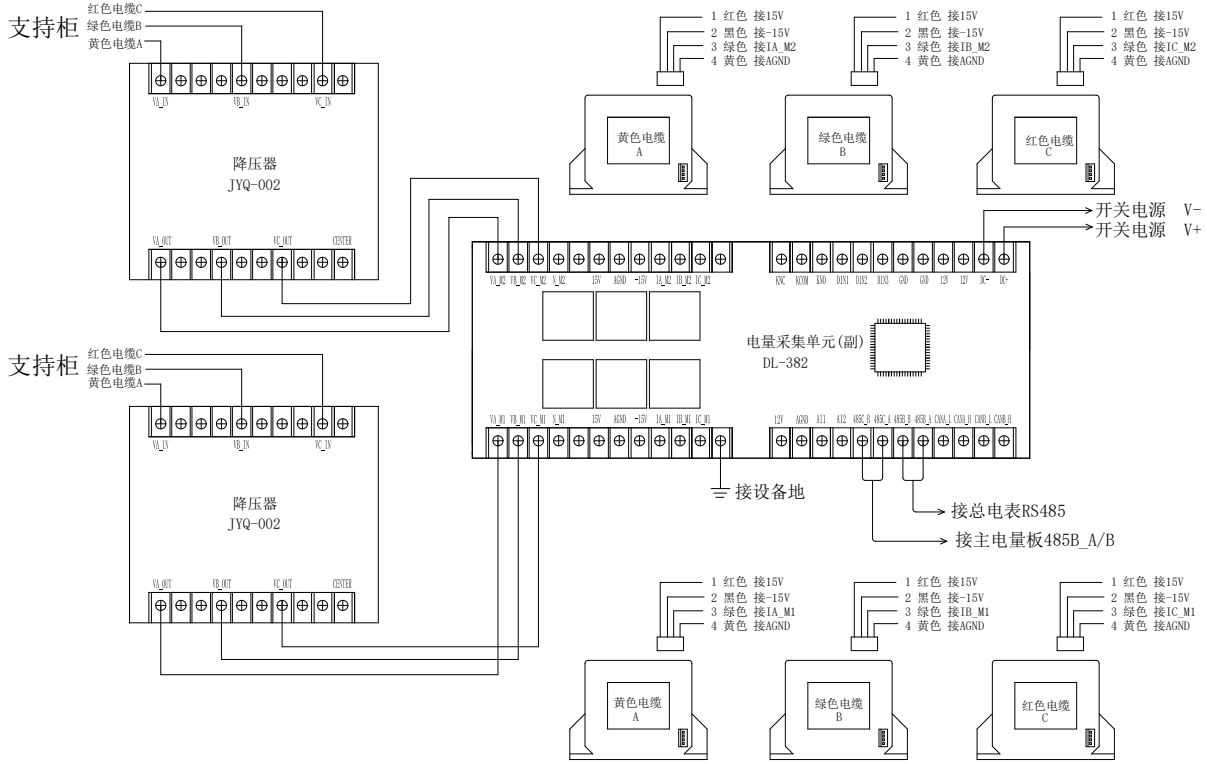 支持柜
红色电缆C
绿色电缆B
黄色电缆A
VA_IN
VB_IN
VC_IN
降压器
JYQ-002
VA_OUT
VB_OUT
VC_OUT
CENTER
1 红色 接15V
2 黑色 接-15V
3 绿色 接IA_M2
4 黄色 接AGND
黄色电缆
A
1 红色 接15V
2 黑色 接-15V
3 绿色 接IB_M2
4 黄色 接AGND
绿色电缆
B
1 红色 接15V
2 黑色 接-15V
3 绿色 接IC_M2
4 黄色 接AGND
红色电缆
C
开关电源 V-
开关电源 V+
VA_M2 VB_M2 VC_M2 N_M2 15V AGND -15V IA_M2 IB_M2 IC_M2
KNC KCOM KNO DIN1 DIN2 DIN3 GND GND 12V 12V DC- DC+
电量采集单元(副)
DL-382
VA_M1 VB_M1 VC_M1 N_M1 15V AGND -15V IA_M1 IB_M1 IC_M1
12V AGND AI1 AI2 485C_B 485C_A 485B_B 485B_A CANA_L CANA_H CANB_L CANB_H
接设备地
接总电表RS485
接主电量板485B_A/B
支持柜
红色电缆C
绿色电缆B
黄色电缆A
VA_IN
VB_IN
VC_IN
降压器
JYQ-002
VA_OUT
VB_OUT
VC_OUT
CENTER
1 红色 接15V
2 黑色 接-15V
3 绿色 接IA_M1
4 黄色 接AGND
黄色电缆
A
1 红色 接15V
2 黑色 接-15V
3 绿色 接IB_M1
4 黄色 接AGND
绿色电缆
B
1 红色 接15V
2 黑色 接-15V
3 绿色 接IC_M1
4 黄色 接AGND
红色电缆
C